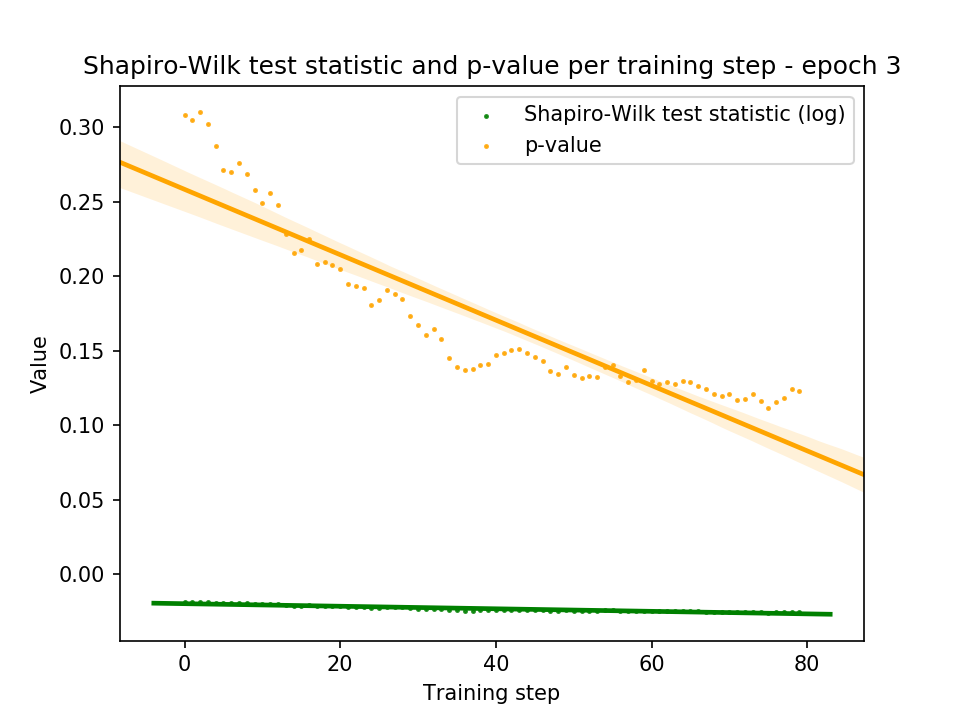 Shapiro-Wilk test statistic and p-value per training step - epoch 3
Shapiro-Wilk test statistic (log)
p-value
0.30
0.25
0.20
0.15
0.10
0.05
0.00
Value
0 20 40 60 80
Training step